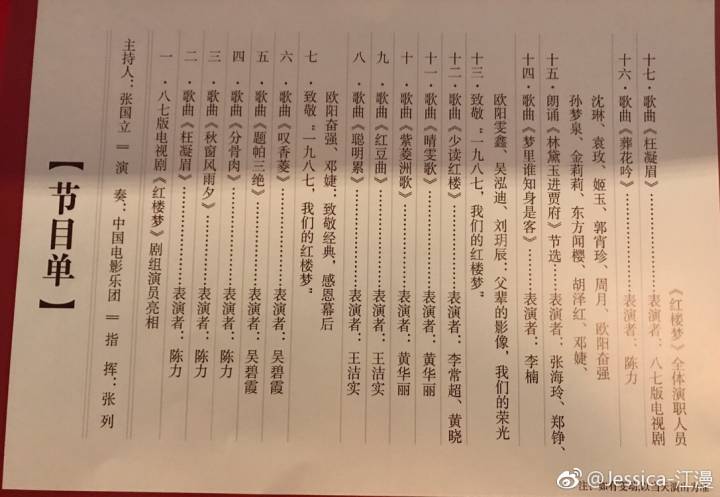 【节目单】
主持人：张国立 ═ 演 奏：中国电影乐团 ═ 指 挥：张 列
一·八七版电视剧《红楼梦》剧组演员亮相
二·歌曲《枉凝眉》…………表演者：陈力
三·歌曲《秋窗风雨夕》…………表演者：陈力
四·歌曲《分骨肉》…………表演者：陈力
五·歌曲《题帕三绝》…………表演者：吴碧霞
六·歌曲《叹香菱》…………表演者：吴碧霞
七·致敬“一九八七，我们的红楼梦”
欧阳奋强、邓婕：致敬经典，感恩幕后
八·歌曲《聪明累》…………表演者：王洁实
九·歌曲《红豆曲》…………表演者：王洁实
十·歌曲《紫菱洲歌》…………表演者：黄华丽
十一·歌曲《晴雯歌》…………表演者：黄华丽
十二·歌曲《少读红楼》…………表演者：李常超、黄晓
十三·致敬“一九八七，我们的红楼梦”
欧阳雯鑫、吴泓迪、刘玥辰：父辈的影像，我们的荣光
十四·歌曲《梦里谁知身是客》…………表演者：李楠
十五·朗诵《林黛玉进贾府》节选…………表演者：张海玲、郑铮、
孙梦泉、金莉莉、东方闻樱、胡泽红、邓婕、
沈琳、袁玫、姬玉、郭宵珍、周月、欧阳奋强
十六·歌曲《葬花吟》…………表演者：陈力
十七·歌曲《枉凝眉》…………表演者：八七版电视剧
《红楼梦》全体演职人员
注：如有变动,以当天演出为准
@Jessica-江漫